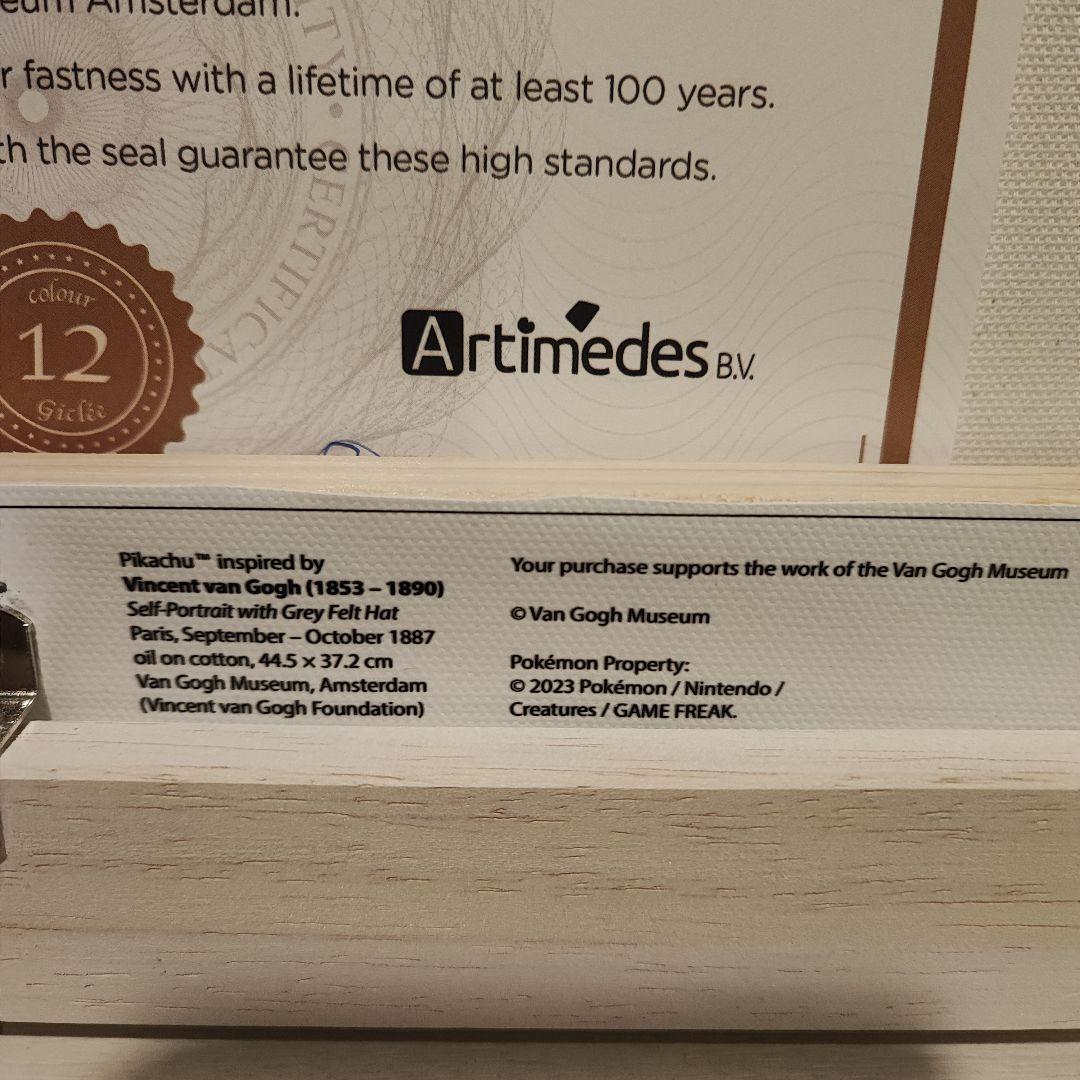 Amsterdam.
r fastness with a lifetime of at least 100 years.
the seal guarantee these high standards.
colour
12
Giclée
Artimedes B.V.
Pikachu™ inspired by
Vincent van Gogh (1853 – 1890)
Self-Portrait with Grey Felt Hat
Paris, September – October 1887
oil on cotton, 44.5 x 37.2 cm
Van Gogh Museum, Amsterdam
(Vincent van Gogh Foundation)
Your purchase supports the work of the Van Gogh Museum
© Van Gogh Museum
Pokémon Property:
© 2023 Pokémon / Nintendo /
Creatures / GAME FREAK.